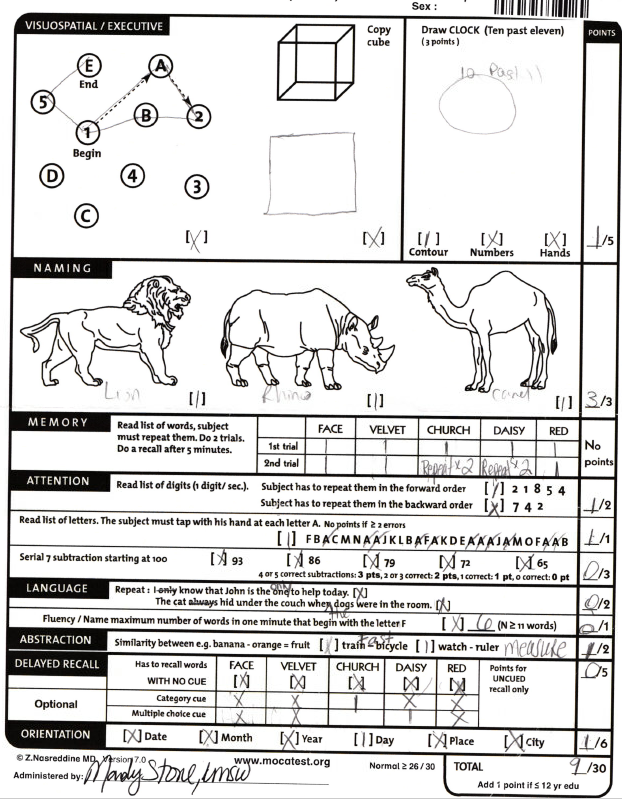 Sex :
VISUOSPATIAL / EXECUTIVE
Copy cube
Draw CLOCK (Ten past eleven)
(3 points)
POINTS
10 Past 11
E
End
A
5
1
Begin
B
2
D
4
3
C
[X]
[X]
[/] Contour
[X] Numbers
[X] Hands
1/5
NAMING
Lion [/]
Rhino [/]
camel [/]
3/3
MEMORY
Read list of words, subject must repeat them. Do 2 trials. Do a recall after 5 minutes.
FACE VELVET CHURCH DAISY RED
1st trial | | | | |
2nd trial Repeat x2 Repeat x2 |
No points
ATTENTION
Read list of digits (1 digit/ sec.).
Subject has to repeat them in the forward order [/] 2 1 8 5 4
Subject has to repeat them in the backward order [X] 7 4 2
1/2
Read list of letters. The subject must tap with his hand at each letter A. No points if ≥ 2 errors
[|] F B A C M N A A J K L B A F A K D E A A A J A M O F A A B
1/1
Serial 7 subtraction starting at 100 [X] 93 [X] 86 [X] 79 [X] 72 [X] 65
4 or 5 correct subtractions: 3 pts, 2 or 3 correct: 2 pts, 1 correct: 1 pt, 0 correct: 0 pt
0/3
LANGUAGE
Repeat : I only know that John is the one to help today. [X]
only
The cat always hid under the couch when dogs were in the room. [X]
the
0/2
Fluency / Name maximum number of words in one minute that begin with the letter F [X] 6 (N ≥ 11 words)
0/1
ABSTRACTION
Similarity between e.g. banana - orange = fruit [X] train - bicycle [|] watch - ruler measure
Fast
1/2
DELAYED RECALL
Has to recall words
WITH NO CUE
FACE VELVET CHURCH DAISY RED
[X] [X] [X] [X] [X]
Points for UNCUED recall only
0/5
Optional
Category cue X X | X X
Multiple choice cue X X | X
ORIENTATION
[X] Date [X] Month [X] Year [|] Day [X] Place [X] City
1/6
© Z.Nasreddine MD Version 7.0
www.mocatest.org
Normal ≥ 26 / 30
TOTAL 9/30
Administered by: Mandy Stone, LMSW
Add 1 point if ≤ 12 yr edu